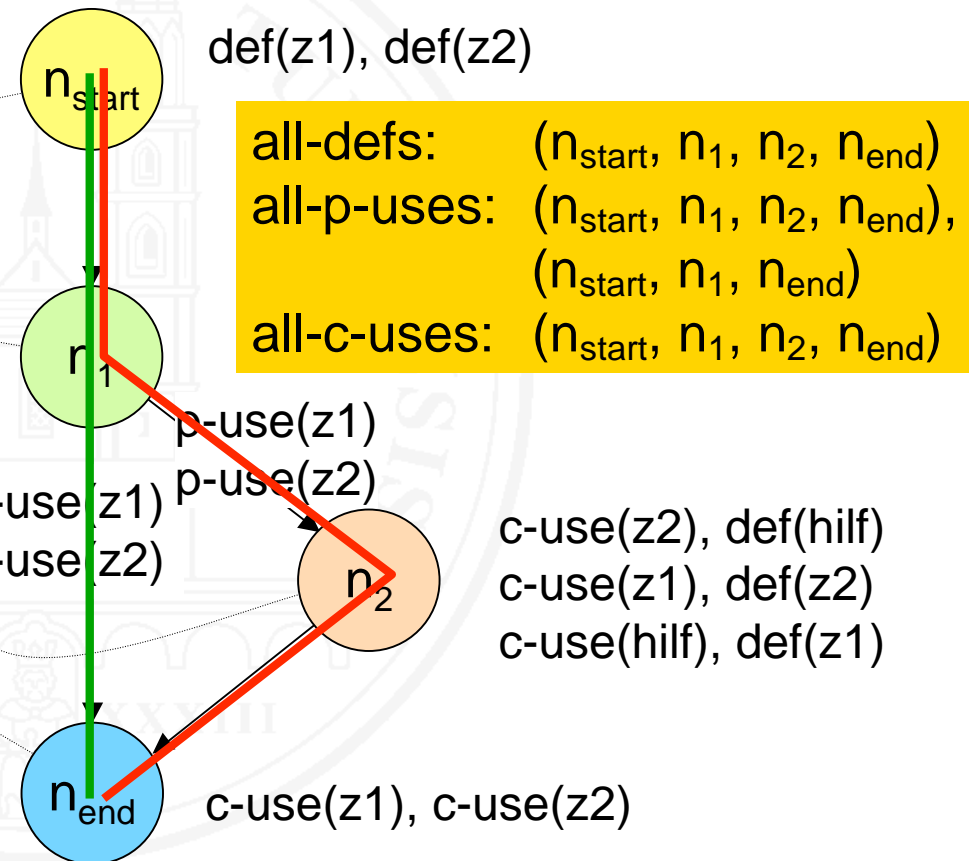 n_start
def(z1), def(z2)
all-defs: (n_start, n_1, n_2, n_end)
all-p-uses: (n_start, n_1, n_2, n_end),
(n_start, n_1, n_end)
all-c-uses: (n_start, n_1, n_2, n_end)
n_1
p-use(z1)
p-use(z2)
-use(z1)
-use(z2)
n_2
c-use(z2), def(hilf)
c-use(z1), def(z2)
c-use(hilf), def(z1)
n_end
c-use(z1), c-use(z2)